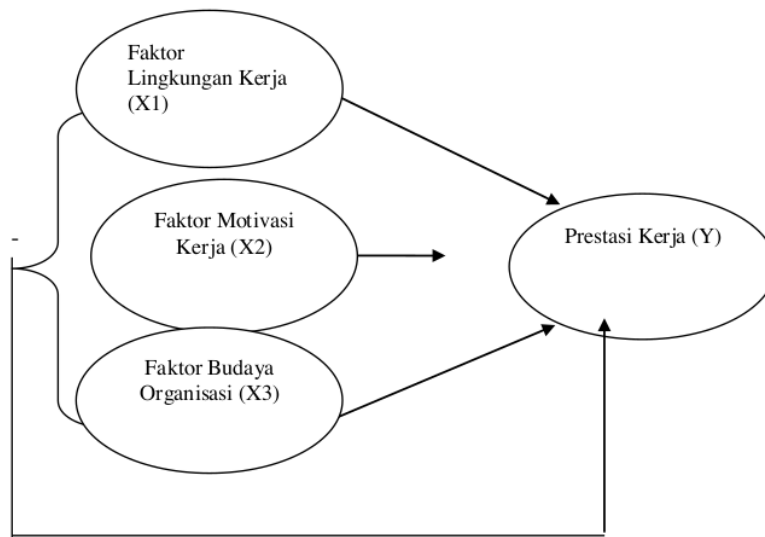 Faktor
Lingkungan Kerja
(X1)
Faktor Motivasi
Kerja (X2)
Prestasi Kerja (Y)
Faktor Budaya
Organisasi (X3)